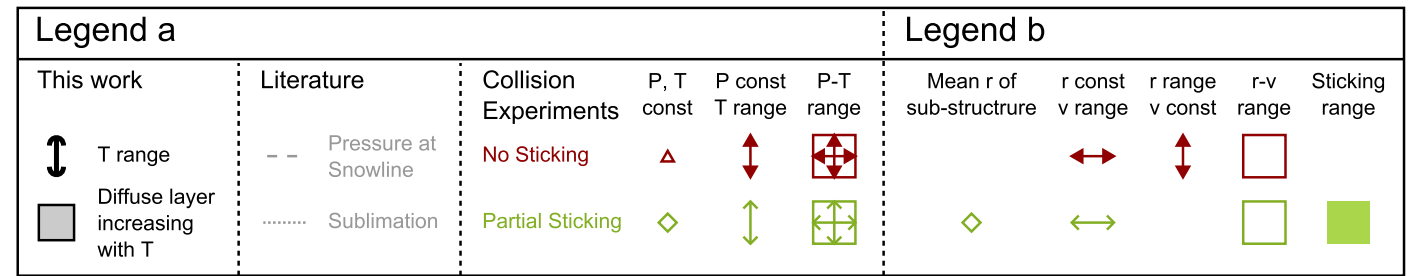 Legend a
Legend b
This work
Literature
Collision
Experiments
P, T
const
P const
T range
P-T
range
Mean r of
sub-structrure
r const
v range
r range
v const
r-v
range
Sticking
range
T range
Pressure at
Snowline
No Sticking
Diffuse layer
increasing
with T
Sublimation
Partial Sticking